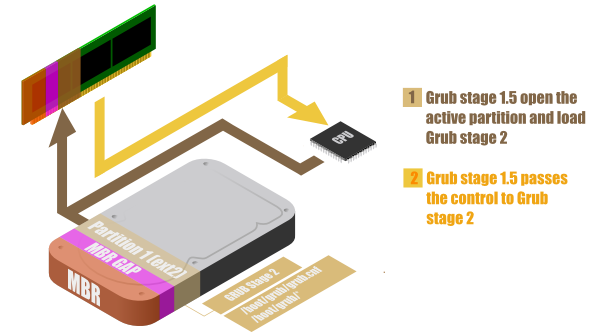 1 Grub stage 1.5 open the
active partition and load
Grub stage 2
2 Grub stage 1.5 passes
the control to Grub
stage 2
CPU
Partition 1 (ext2)
MBR GAP
MBR
GRUB Stage 2
/boot/grub/grub.cnf
/boot/grub/*